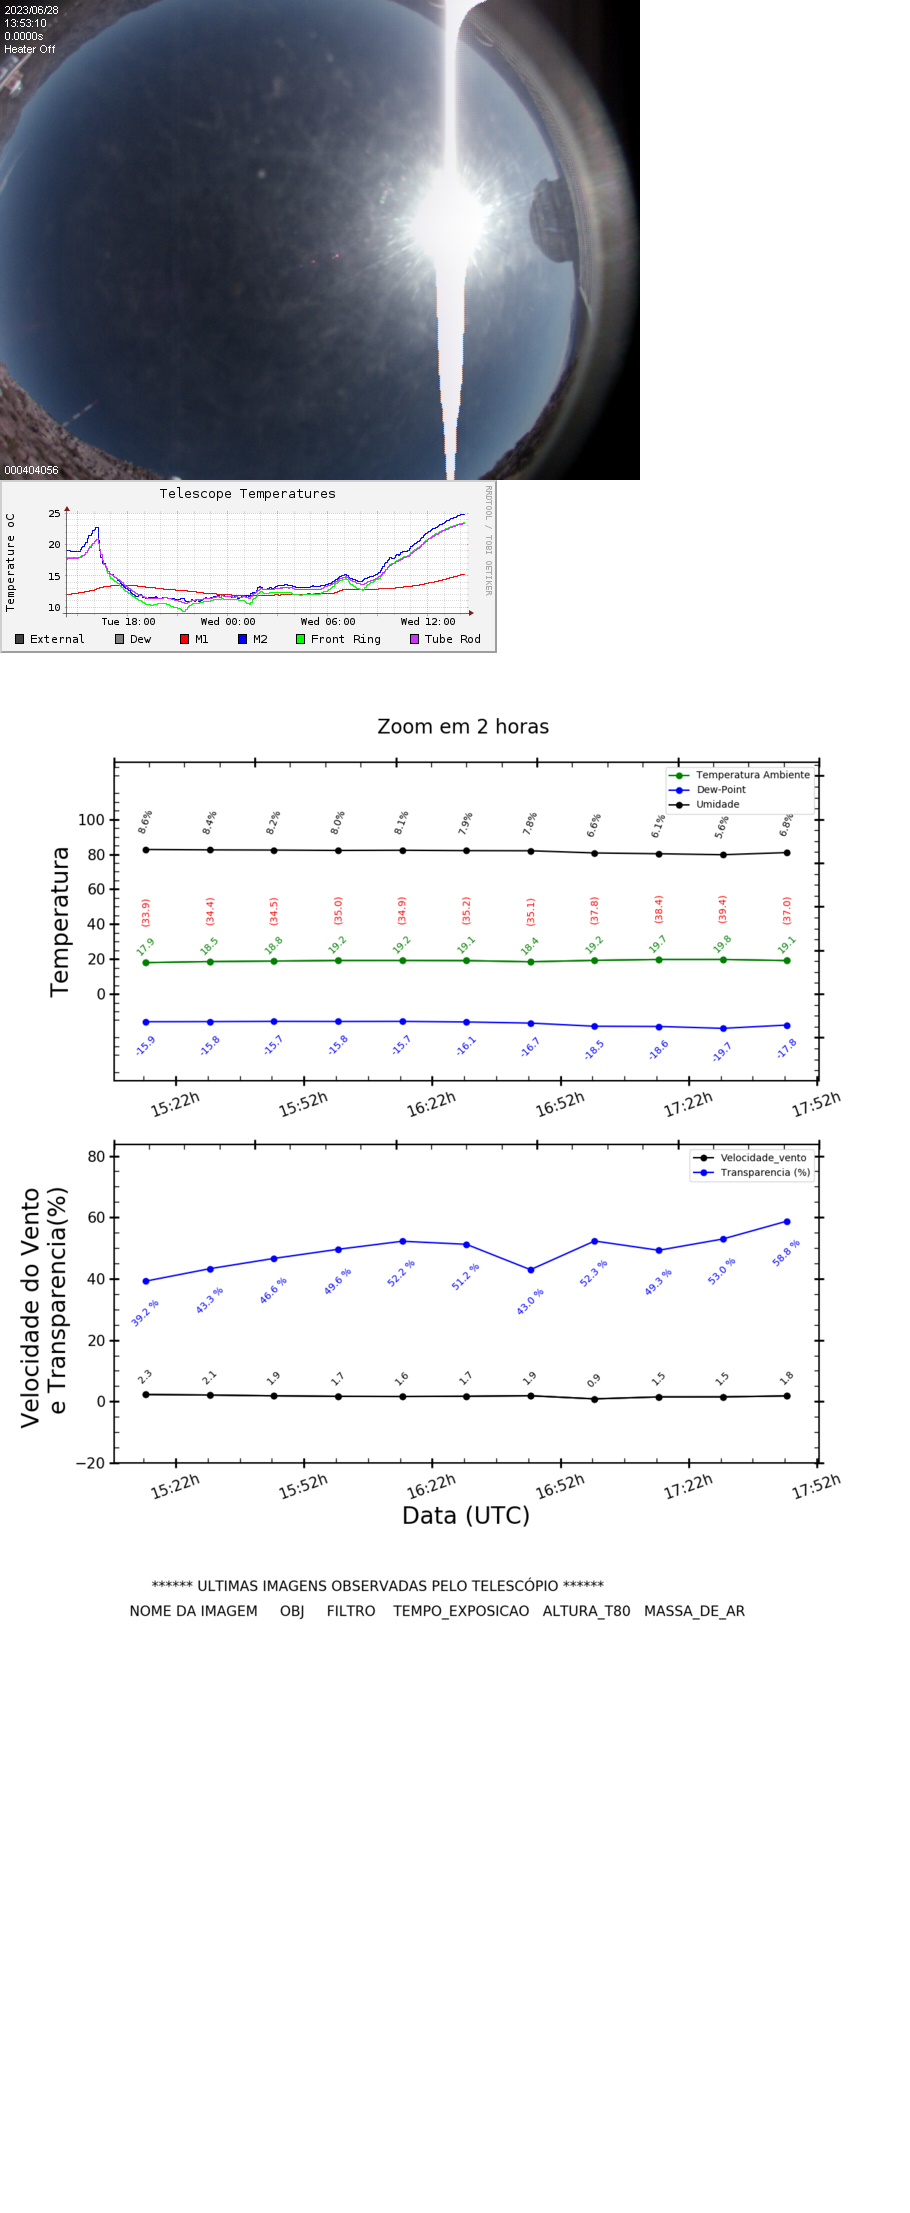 2023/06/28
13:53:10
0.0000s
Heater Off
000404056
Telescope Temperatures
RRDTOOL / TOBI OETIKER
Temperature oC
25
20
15
10
Tue 18:00 Wed 00:00 Wed 06:00 Wed 12:00
External Dew M1 M2 Front Ring Tube Rod
Zoom em 2 horas
Temperatura Ambiente
Dew-Point
Umidade
Temperatura
100
80
60
40
20
0
8.6% 8.4% 8.2% 8.0% 8.1% 7.9% 7.8% 6.6% 6.1% 5.6% 6.8%
(33.9) (34.4) (34.5) (35.0) (34.9) (35.2) (35.1) (37.8) (38.4) (39.4) (37.0)
17.9 18.5 18.8 19.2 19.2 19.1 18.4 19.2 19.7 19.8 19.1
-15.9 -15.8 -15.7 -15.8 -15.7 -16.1 -16.7 -18.5 -18.6 -19.7 -17.8
15:22h 15:52h 16:22h 16:52h 17:22h 17:52h
Velocidade_vento
Transparencia (%)
Velocidade do Vento
e Transparencia(%)
80
60
40
20
0
−20
39.2 % 43.3 % 46.6 % 49.6 % 52.2 % 51.2 % 43.0 % 52.3 % 49.3 % 53.0 % 58.8 %
2.3 2.1 1.9 1.7 1.6 1.7 1.9 0.9 1.5 1.5 1.8
15:22h 15:52h 16:22h 16:52h 17:22h 17:52h
Data (UTC)
****** ULTIMAS IMAGENS OBSERVADAS PELO TELESCÓPIO ******
NOME DA IMAGEM OBJ FILTRO TEMPO_EXPOSICAO ALTURA_T80 MASSA_DE_AR